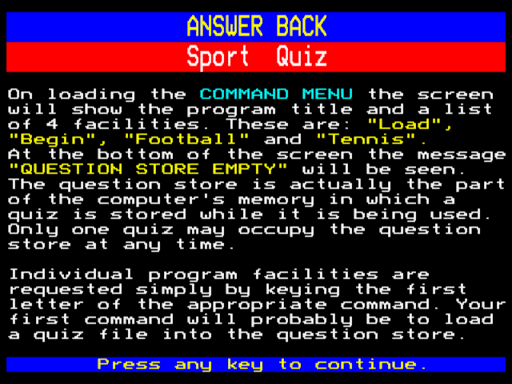 ANSWER BACK
Sport Quiz
On loading the COMMAND MENU the screen
will show the program title and a list
of 4 facilities. These are: "Load",
"Begin", "Football" and "Tennis".
At the bottom of the screen the message
"QUESTION STORE EMPTY" will be seen.
The question store is actually the part
of the computer's memory in which a
quiz is stored while it is being used.
Only one quiz may occupy the question
store at any time.
Individual program facilities are
requested simply by keying the first
letter of the appropriate command. Your
first command will probably be to load
a quiz file into the question store.
Press any key to continue.